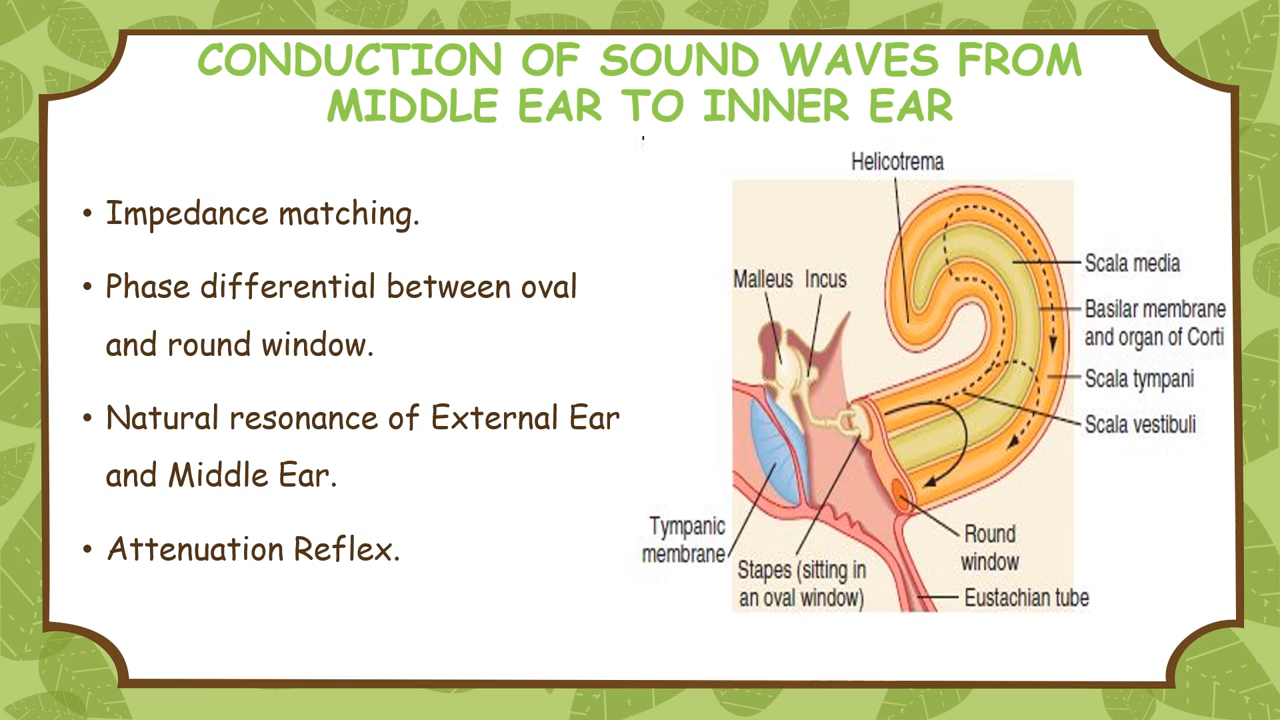 CONDUCTION OF SOUND WAVES FROM
MIDDLE EAR TO INNER EAR
• Impedance matching.
• Phase differential between oval
and round window.
• Natural resonance of External Ear
and Middle Ear.
• Attenuation Reflex.
Helicotrema
Malleus Incus
Scala media
Basilar membrane
and organ of Corti
Scala tympani
Scala vestibuli
Tympanic
membrane
Stapes (sitting in
an oval window)
Round
window
Eustachian tube